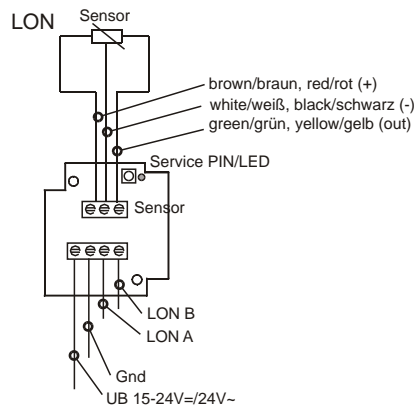 LON
Sensor
brown/braun, red/rot (+)
white/weiß, black/schwarz (-)
green/grün, yellow/gelb (out)
Service PIN/LED
Sensor
LON B
LON A
Gnd
UB 15-24V=/24V~